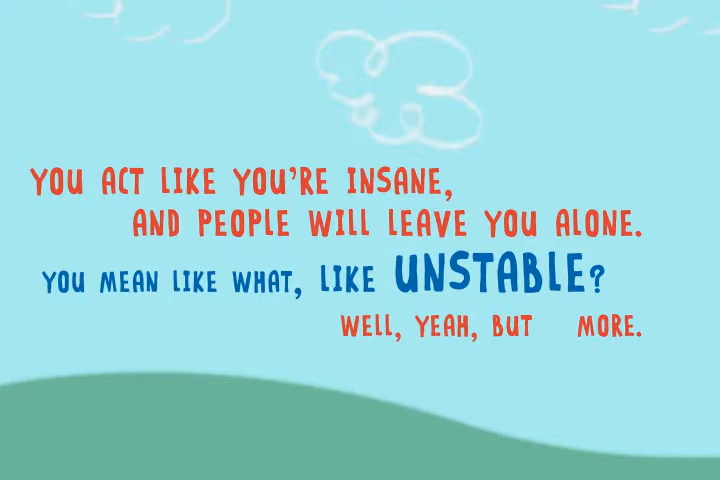 YOU ACT LIKE YOU'RE INSANE,
AND PEOPLE WILL LEAVE YOU ALONE.
YOU MEAN LIKE WHAT, LIKE UNSTABLE?
WELL, YEAH, BUT MORE.